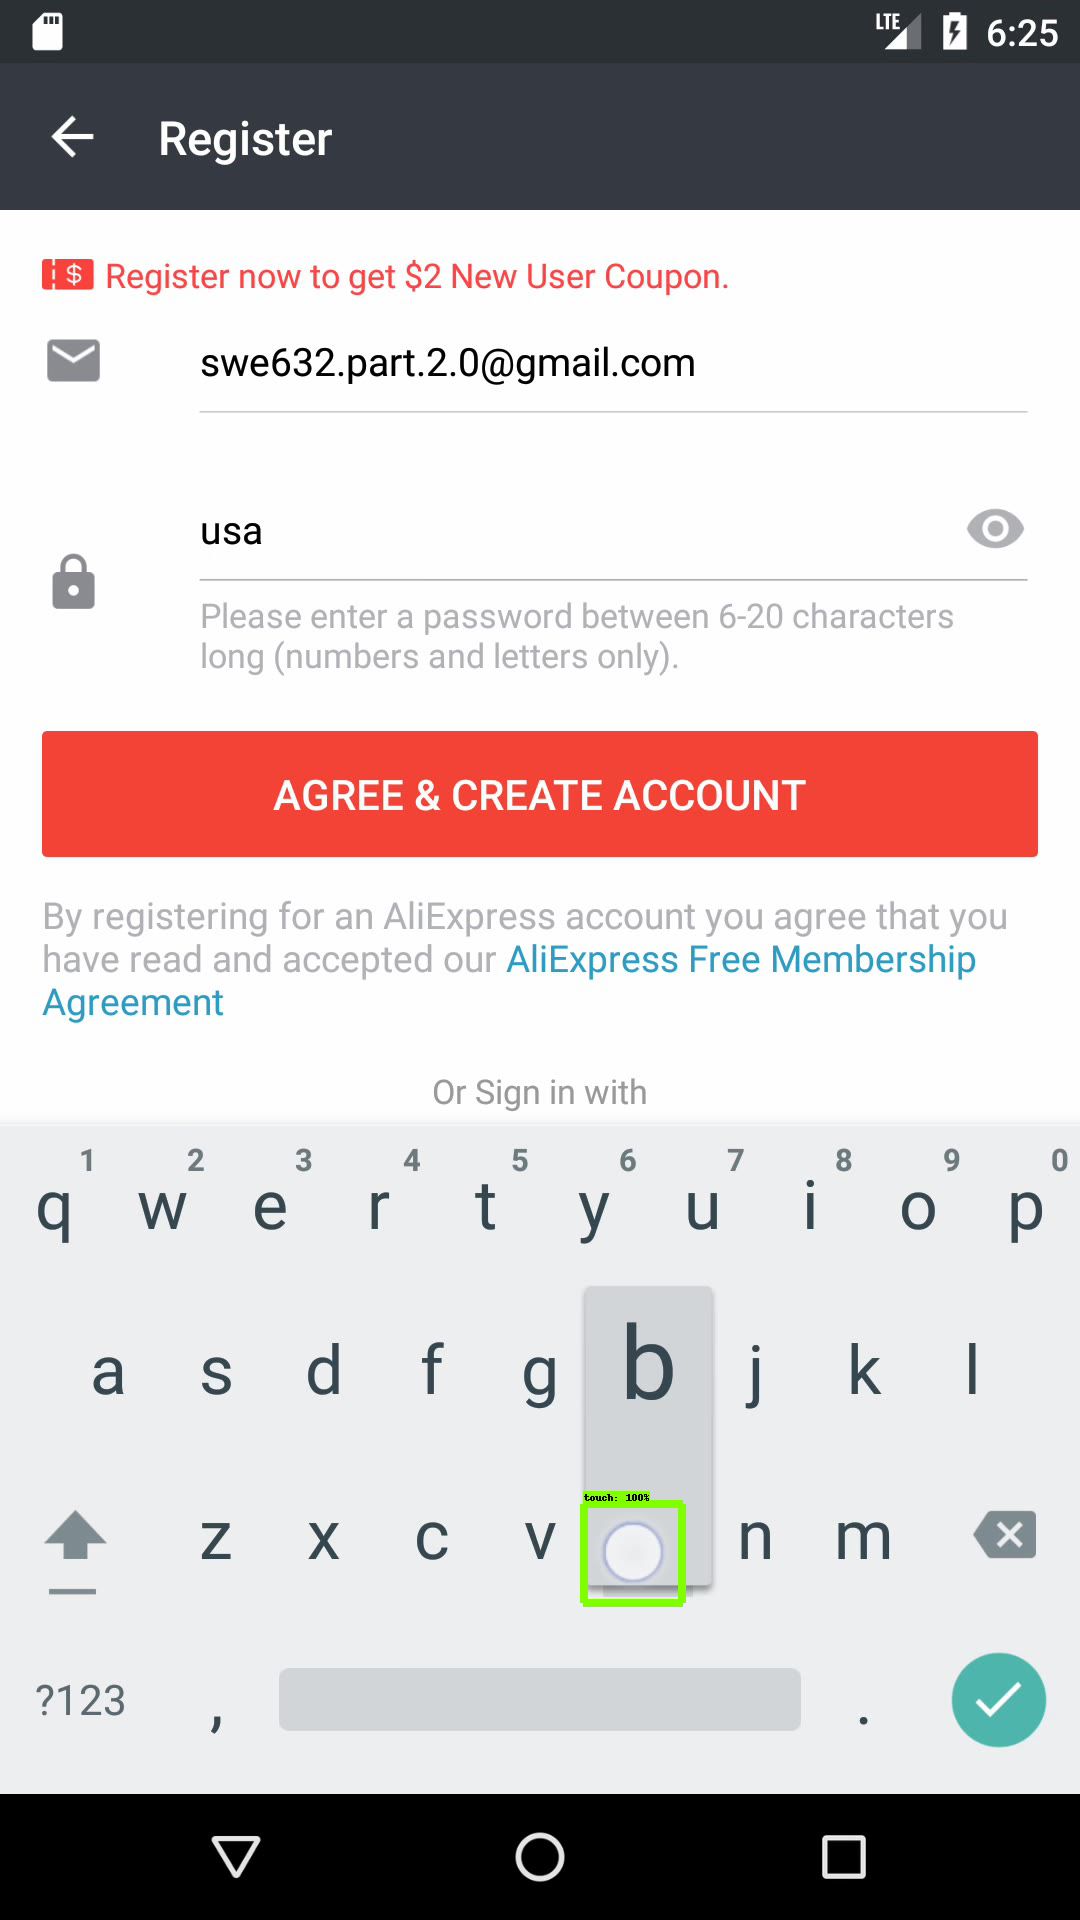 LTE 6:25
Register
$ Register now to get $2 New User Coupon.
swe632.part.2.0@gmail.com
usa
Please enter a password between 6-20 characters
long (numbers and letters only).
AGREE & CREATE ACCOUNT
By registering for an AliExpress account you agree that you
have read and accepted our AliExpress Free Membership
Agreement
Or Sign in with
1 2 3 4 5 6 7 8 9 0
q w e r t y u i o p
a s d f g b j k l
touch: 100%
z x c v n m
?123 , .